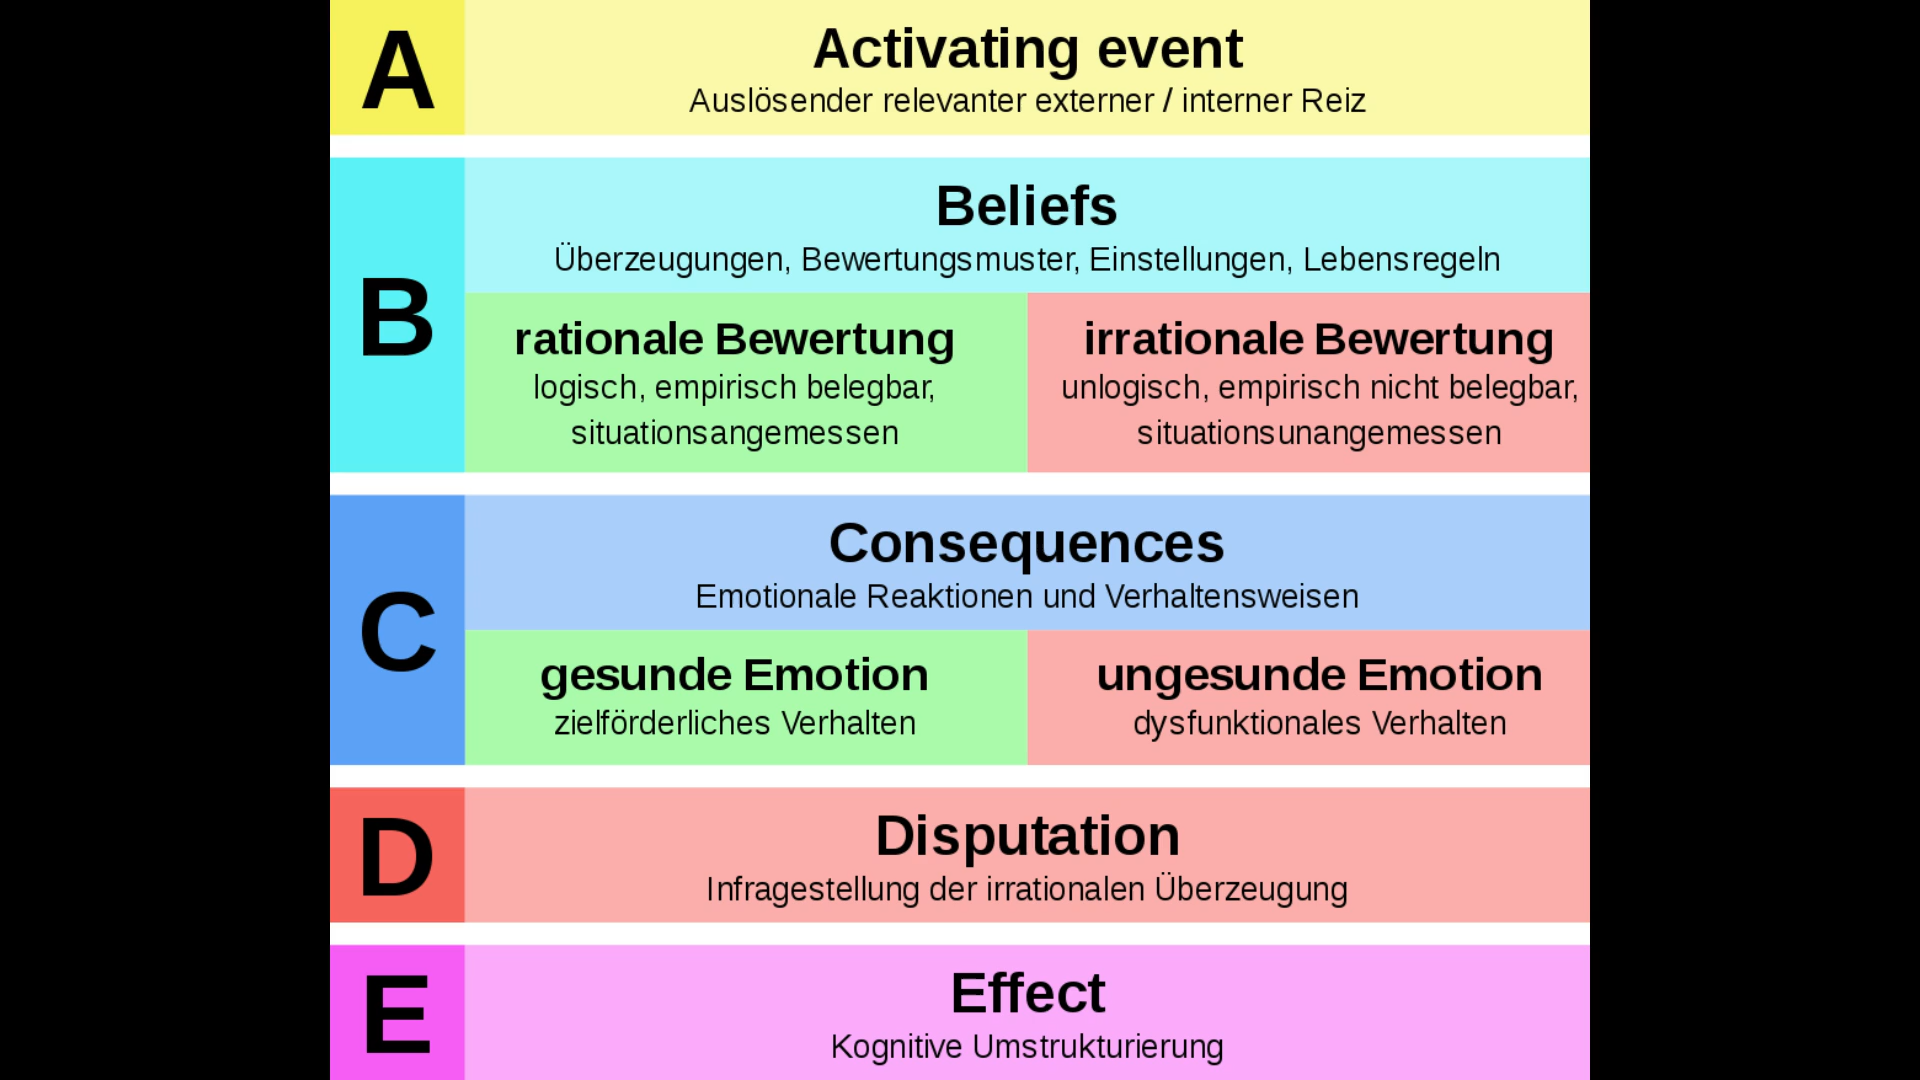 A
Activating event
Auslösender relevanter externer / interner Reiz
B
Beliefs
Überzeugungen, Bewertungsmuster, Einstellungen, Lebensregeln
rationale Bewertung
logisch, empirisch belegbar,
situationsangemessen
irrationale Bewertung
unlogisch, empirisch nicht belegbar,
situationsunangemessen
C
Consequences
Emotionale Reaktionen und Verhaltensweisen
gesunde Emotion
zielförderliches Verhalten
ungesunde Emotion
dysfunktionales Verhalten
D
Disputation
Infragestellung der irrationalen Überzeugung
E
Effect
Kognitive Umstrukturierung